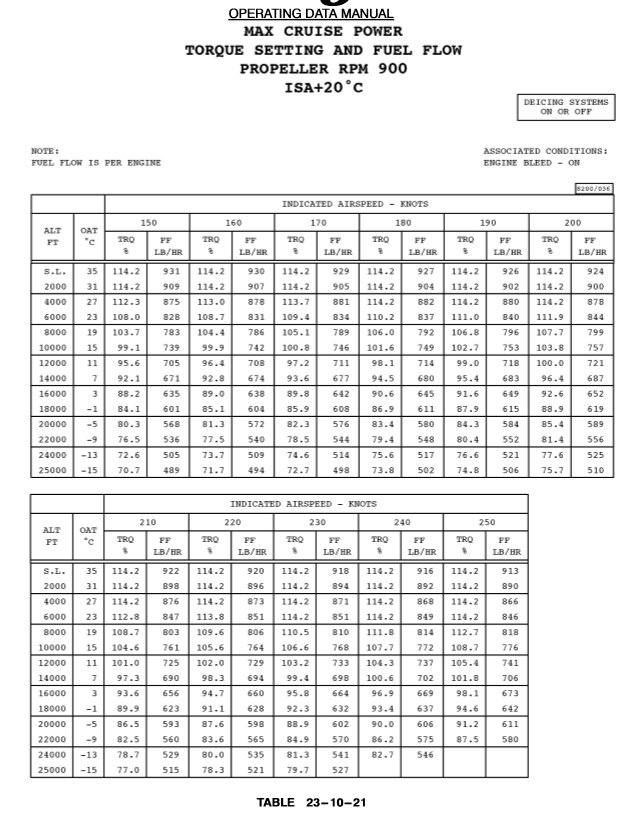 OPERATING DATA MANUAL
MAX CRUISE POWER
TORQUE SETTING AND FUEL FLOW
PROPELLER RPM 900
ISA+20°C
DEICING SYSTEMS
ON OR OFF
NOTE:
FUEL FLOW IS PER ENGINE
ASSOCIATED CONDITIONS:
ENGINE BLEED - ON
8200/036
INDICATED AIRSPEED - KNOTS
ALT FT OAT °C 150 160 170 180 190 200
TRQ % FF LB/HR TRQ % FF LB/HR TRQ % FF LB/HR TRQ % FF LB/HR TRQ % FF LB/HR TRQ % FF LB/HR
S.L. 35 114.2 931 114.2 930 114.2 929 114.2 927 114.2 926 114.2 924
2000 31 114.2 909 114.2 907 114.2 905 114.2 904 114.2 902 114.2 900
4000 27 112.3 875 113.0 878 113.7 881 114.2 882 114.2 880 114.2 878
6000 23 108.0 828 108.7 831 109.4 834 110.2 837 111.0 840 111.9 844
8000 19 103.7 783 104.4 786 105.1 789 106.0 792 106.8 796 107.7 799
10000 15 99.1 739 99.9 742 100.8 746 101.6 749 102.7 753 103.8 757
12000 11 95.6 705 96.4 708 97.2 711 98.1 714 99.0 718 100.0 721
14000 7 92.1 671 92.8 674 93.6 677 94.5 680 95.4 683 96.4 687
16000 3 88.2 635 89.0 638 89.8 642 90.6 645 91.6 649 92.6 652
18000 -1 84.1 601 85.1 604 85.9 608 86.9 611 87.9 615 88.9 619
20000 -5 80.3 568 81.3 572 82.3 576 83.4 580 84.3 584 85.4 589
22000 -9 76.5 536 77.5 540 78.5 544 79.4 548 80.4 552 81.4 556
24000 -13 72.6 505 73.7 509 74.6 514 75.6 517 76.6 521 77.6 525
25000 -15 70.7 489 71.7 494 72.7 498 73.8 502 74.8 506 75.7 510
INDICATED AIRSPEED - KNOTS
ALT FT OAT °C 210 220 230 240 250
TRQ % FF LB/HR TRQ % FF LB/HR TRQ % FF LB/HR TRQ % FF LB/HR TRQ % FF LB/HR
S.L. 35 114.2 922 114.2 920 114.2 918 114.2 916 114.2 913
2000 31 114.2 898 114.2 896 114.2 894 114.2 892 114.2 890
4000 27 114.2 876 114.2 873 114.2 871 114.2 868 114.2 866
6000 23 112.8 847 113.8 851 114.2 851 114.2 849 114.2 846
8000 19 108.7 803 109.6 806 110.5 810 111.8 814 112.7 818
10000 15 104.6 761 105.6 764 106.6 768 107.7 772 108.7 776
12000 11 101.0 725 102.0 729 103.2 733 104.3 737 105.4 741
14000 7 97.3 690 98.3 694 99.4 698 100.6 702 101.8 706
16000 3 93.6 656 94.7 660 95.8 664 96.9 669 98.1 673
18000 -1 89.9 623 91.1 628 92.3 632 93.4 637 94.6 642
20000 -5 86.5 593 87.6 598 88.9 602 90.0 606 91.2 611
22000 -9 82.5 560 83.6 565 84.9 570 86.2 575 87.5 580
24000 -13 78.7 529 80.0 535 81.3 541 82.7 546
25000 -15 77.0 515 78.3 521 79.7 527
TABLE 23-10-21